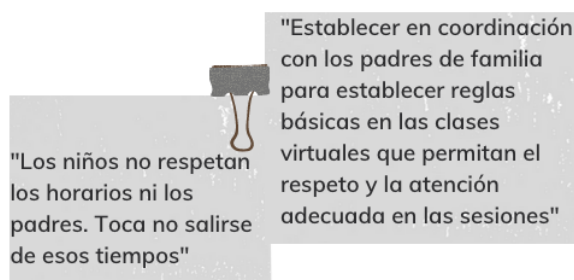 "Los niños no respetan
los horarios ni los
padres. Toca no salirse
de esos tiempos"
"Establecer en coordinación
con los padres de familia
para establecer reglas
básicas en las clases
virtuales que permitan el
respeto y la atención
adecuada en las sesiones"